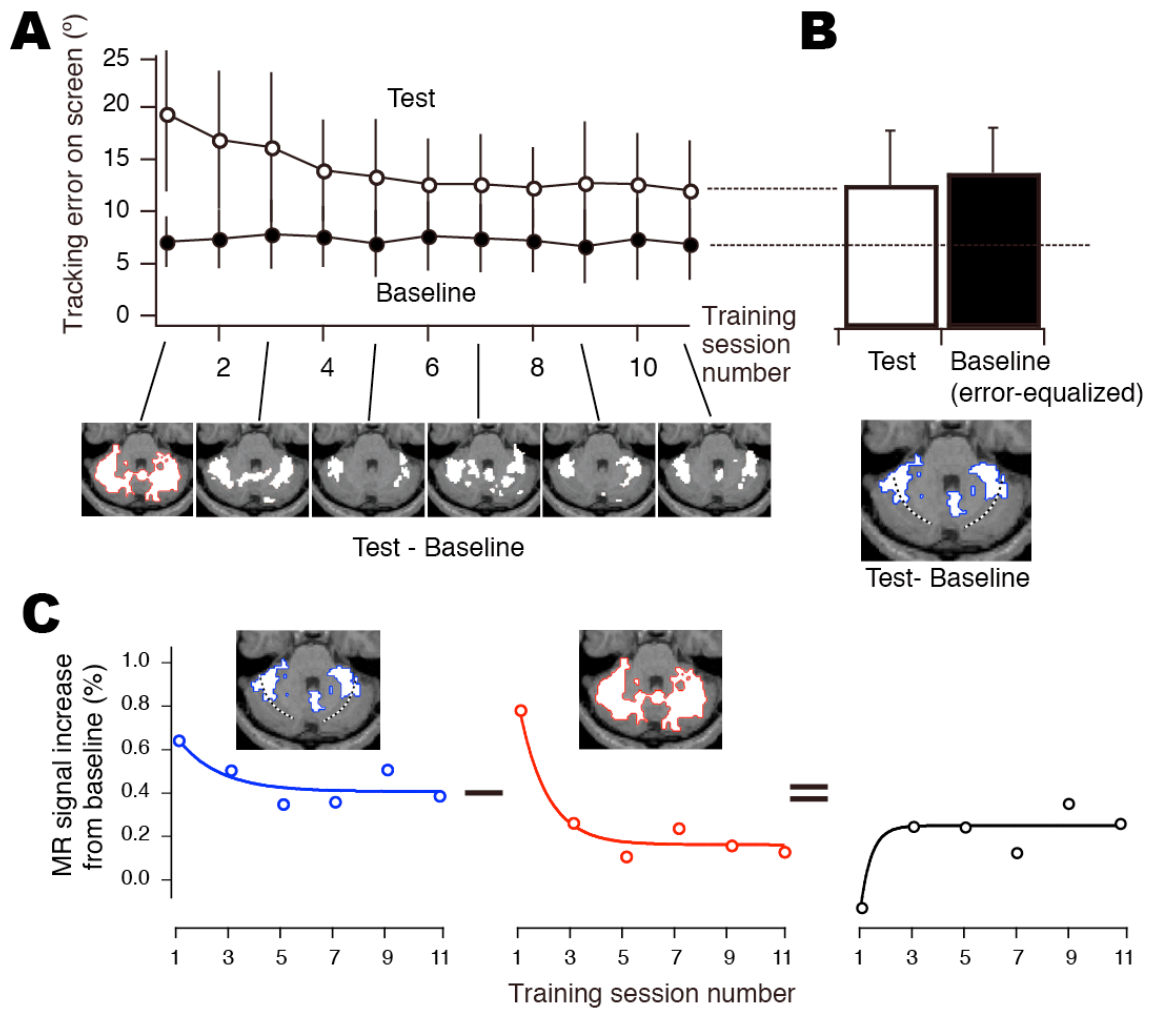 A
B
Tracking error on screen (º)
25
20
15
10
5
0
Test
Baseline
2
4
6
8
10
Training
session
number
Test
Baseline
(error-equalized)
Test - Baseline
Test- Baseline
C
MR signal increase
from baseline (%)
1.0
0.8
0.6
0.4
0.2
0.0
1 3 5 7 9 11
1 3 5 7 9 11
1 3 5 7 9 11
Training session number